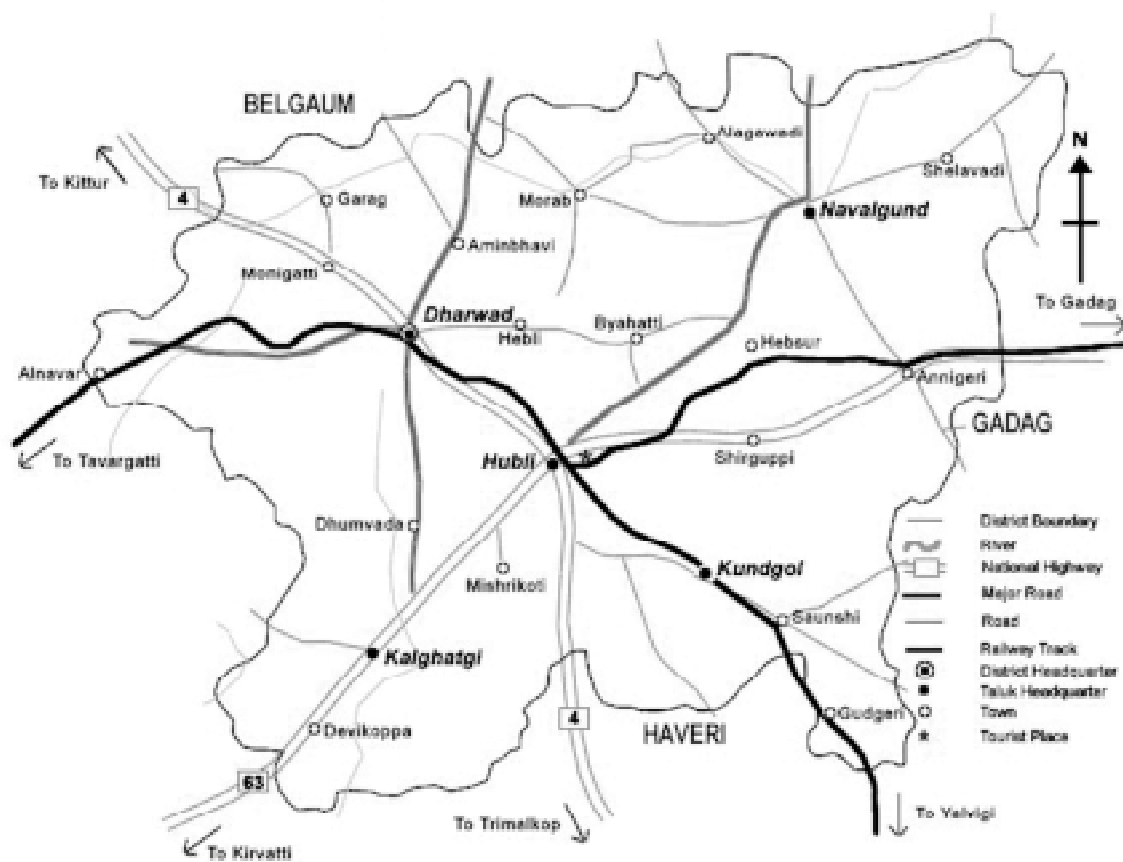 BELGAUM
To Kittur
4
Garag
Monigatti
Aminbhavi
Morab
Alagawadi
Shelavadi
Navalgund
N
To Gadag
Dharwad
Hebli
Byahatti
Hebsur
Annigeri
Alnavar
To Tavargatti
Hubli
Shirguppi
GADAG
Dhumvada
Mishrikoti
Kundgol
Saunshi
Kalghatgi
Devikoppa
63
To Kirvatti
4
To Trimalkop
HAVERI
Gudgeri
To Yalvigi
District Boundary
River
National Highway
Major Road
Road
Railway Track
District Headquarter
Taluk Headquarter
Town
Tourist Place